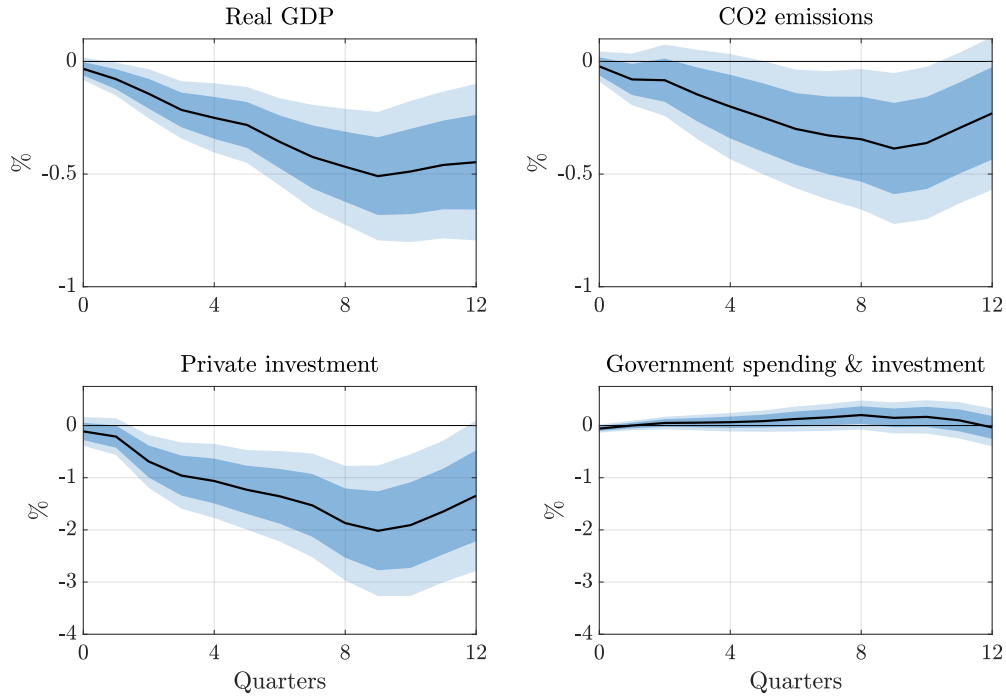 Real GDP
CO2 emissions
0
-0.5
-1
%
0 4 8 12
0
-0.5
-1
%
0 4 8 12
Private investment
Government spending & investment
0
-1
-2
-3
-4
%
0 4 8 12
Quarters
0
-1
-2
-3
-4
%
0 4 8 12
Quarters